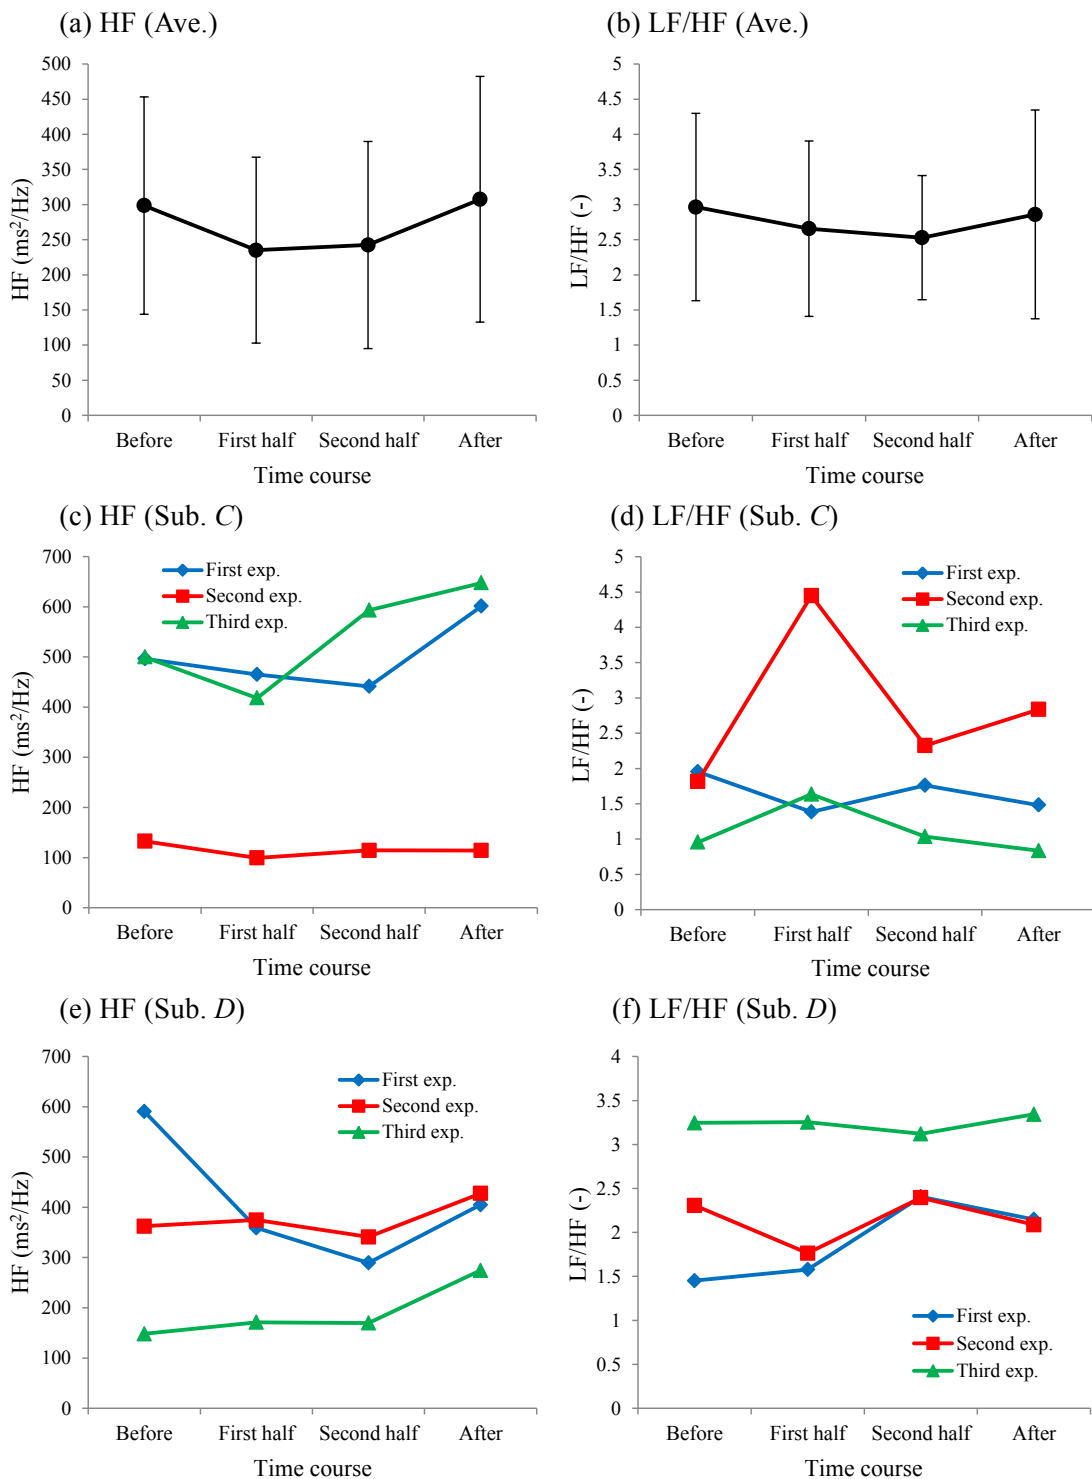 (a) HF (Ave.)
500
450
400
350
300
250
200
150
100
50
0
HF (ms²/Hz)
Before First half Second half After
Time course
(b) LF/HF (Ave.)
5
4.5
4
3.5
3
2.5
2
1.5
1
0.5
0
LF/HF (-)
Before First half Second half After
Time course
(c) HF (Sub. C)
700
600
500
400
300
200
100
0
HF (ms²/Hz)
First exp.
Second exp.
Third exp.
Before First half Second half After
Time course
(d) LF/HF (Sub. C)
5
4.5
4
3.5
3
2.5
2
1.5
1
0.5
0
LF/HF (-)
First exp.
Second exp.
Third exp.
Before First half Second half After
Time course
(e) HF (Sub. D)
700
600
500
400
300
200
100
0
HF (ms²/Hz)
First exp.
Second exp.
Third exp.
Before First half Second half After
Time course
(f) LF/HF (Sub. D)
4
3.5
3
2.5
2
1.5
1
0.5
0
LF/HF (-)
First exp.
Second exp.
Third exp.
Before First half Second half After
Time course